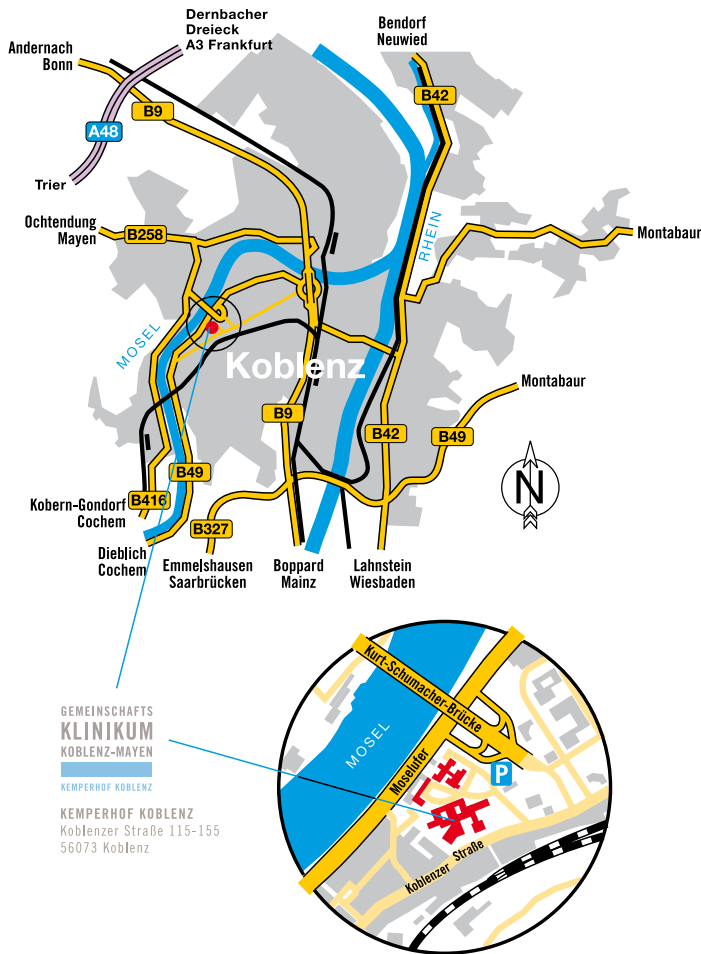 Dernbacher
Dreieck
A3 Frankfurt
Bendorf
Neuwied
Andernach
Bonn
B42
B9
A48
Trier
Ochtendung
Mayen
B258
RHEIN
Montabaur
MOSEL
Koblenz
Montabaur
B9
B42
B49
B49
B416
Kobern-Gondorf
Cochem
B327
Dieblich
Cochem
Emmelshausen
Saarbrücken
Boppard
Mainz
Lahnstein
Wiesbaden
N
Kurt-Schumacher-Brücke
MOSEL
Moselufer
P
Koblenzer Straße
GEMEINSCHAFTS
KLINIKUM
KOBLENZ-MAYEN
KEMPERHOF KOBLENZ
KEMPERHOF KOBLENZ
Koblenzer Straße 115-155
56073 Koblenz